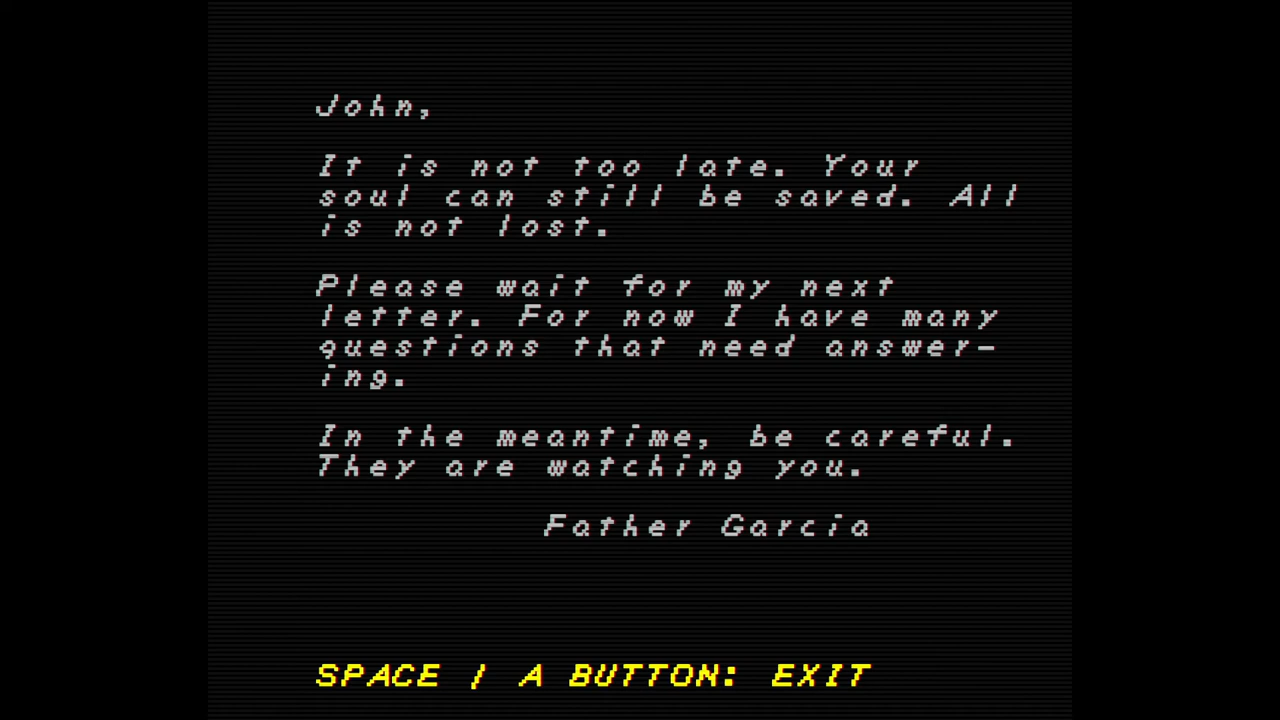 John,
It is not too late. Your
soul can still be saved. All
is not lost.
Please wait for my next
letter. For now I have many
questions that need answer-
ing.
In the meantime, be careful.
They are watching you.
Father Garcia
SPACE / A BUTTON: EXIT